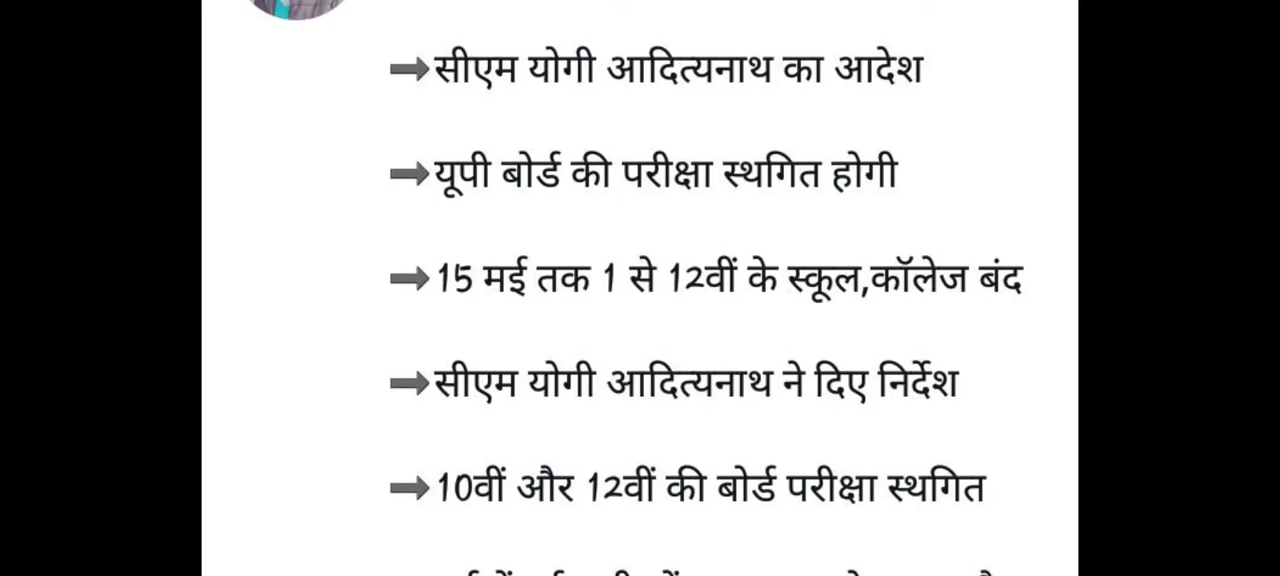 ➡सीएम योगी आदित्यनाथ का आदेश
➡यूपी बोर्ड की परीक्षा स्थगित होगी
➡15 मई तक 1 से 12वीं के स्कूल,कॉलेज बंद
➡सीएम योगी आदित्यनाथ ने दिए निर्देश
➡10वीं और 12वीं की बोर्ड परीक्षा स्थगित